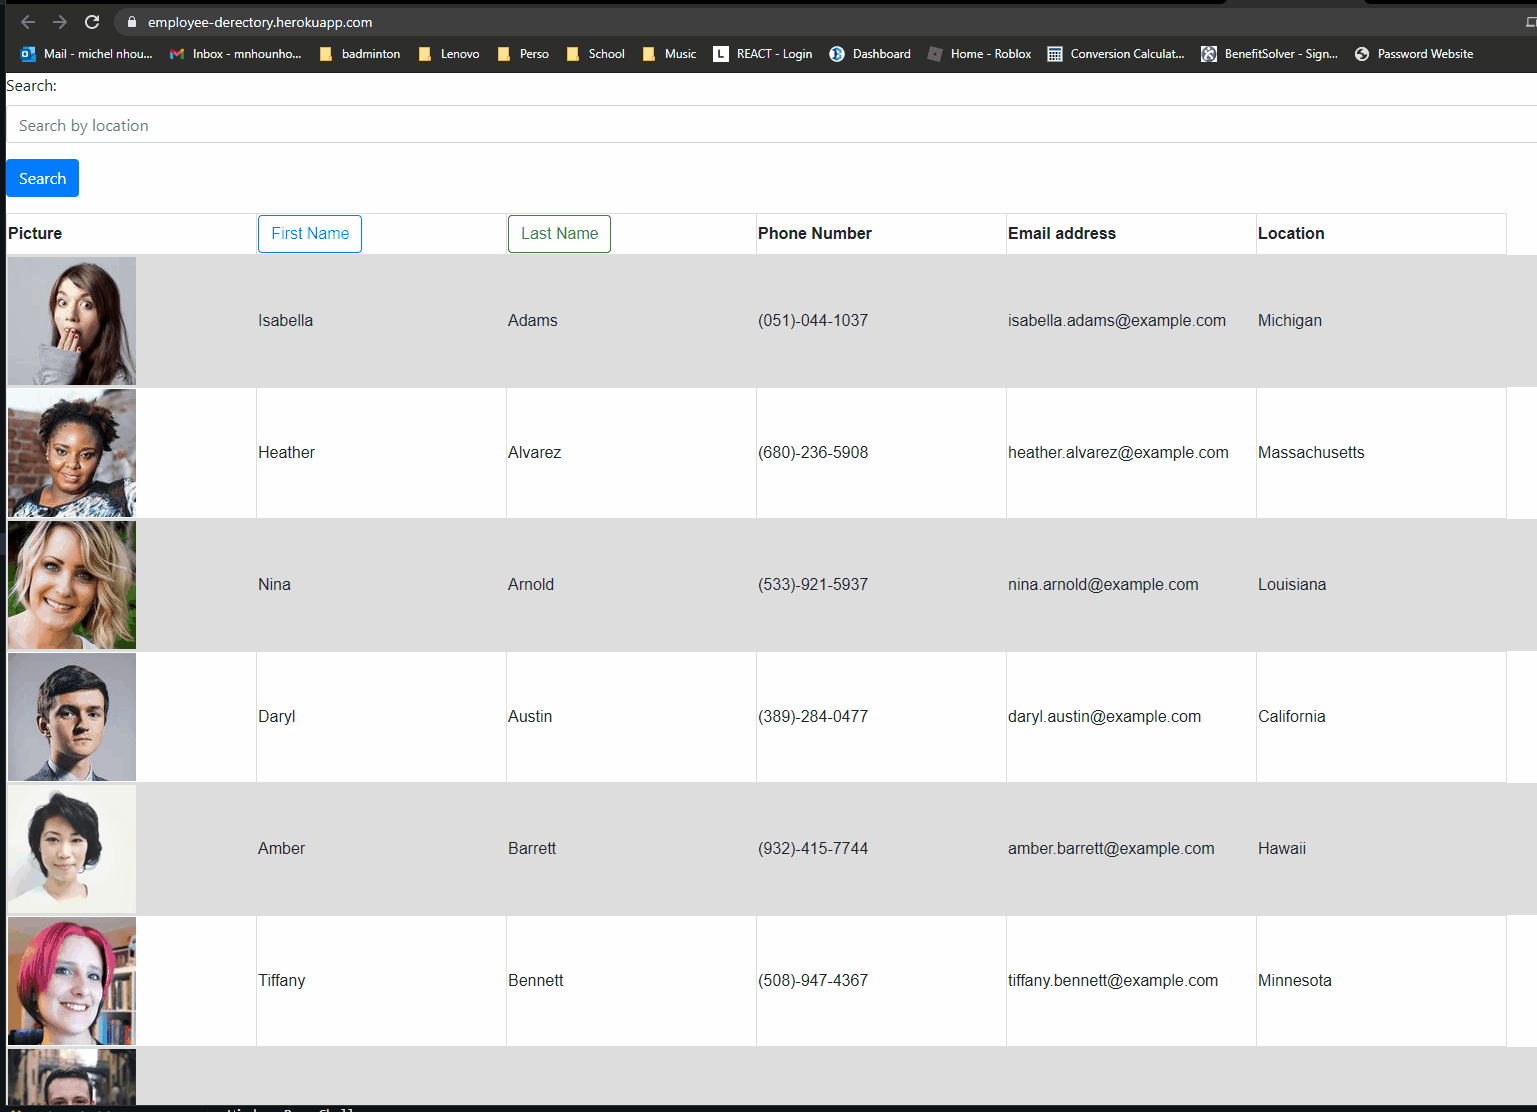 employee-derectory.herokuapp.com
Mail - michel nhou... Inbox - mnhounho... badminton Lenovo Perso School Music L REACT - Login Dashboard Home - Roblox Conversion Calculat... BenefitSolver - Sign... Password Website
Search:
Search by location
Search
Picture First Name Last Name Phone Number Email address Location
Isabella Adams (051)-044-1037 isabella.adams@example.com Michigan
Heather Alvarez (680)-236-5908 heather.alvarez@example.com Massachusetts
Nina Arnold (533)-921-5937 nina.arnold@example.com Louisiana
Daryl Austin (389)-284-0477 daryl.austin@example.com California
Amber Barrett (932)-415-7744 amber.barrett@example.com Hawaii
Tiffany Bennett (508)-947-4367 tiffany.bennett@example.com Minnesota